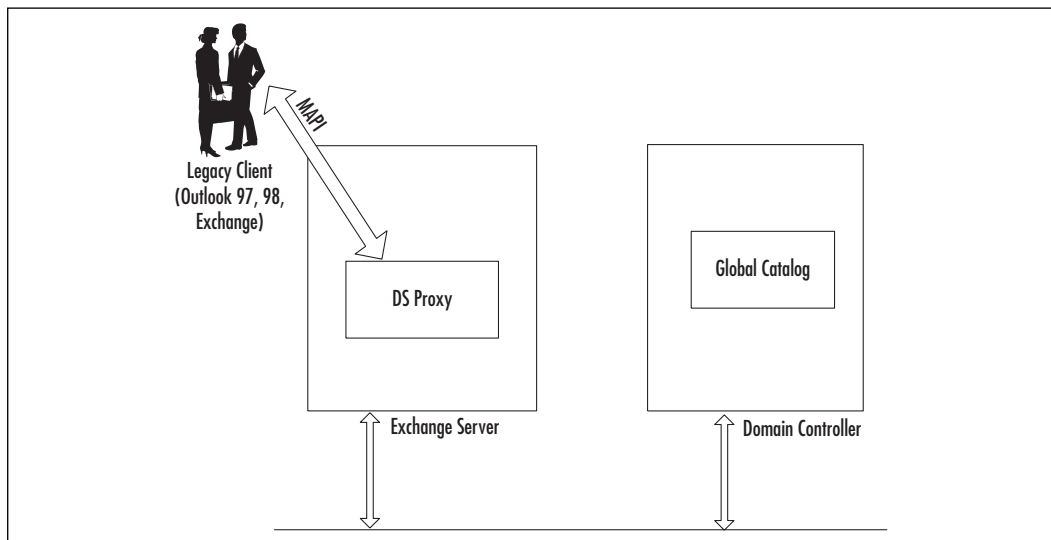 MAPI
Legacy Client
(Outlook 97, 98,
Exchange)
DS Proxy
Global Catalog
Exchange Server
Domain Controller